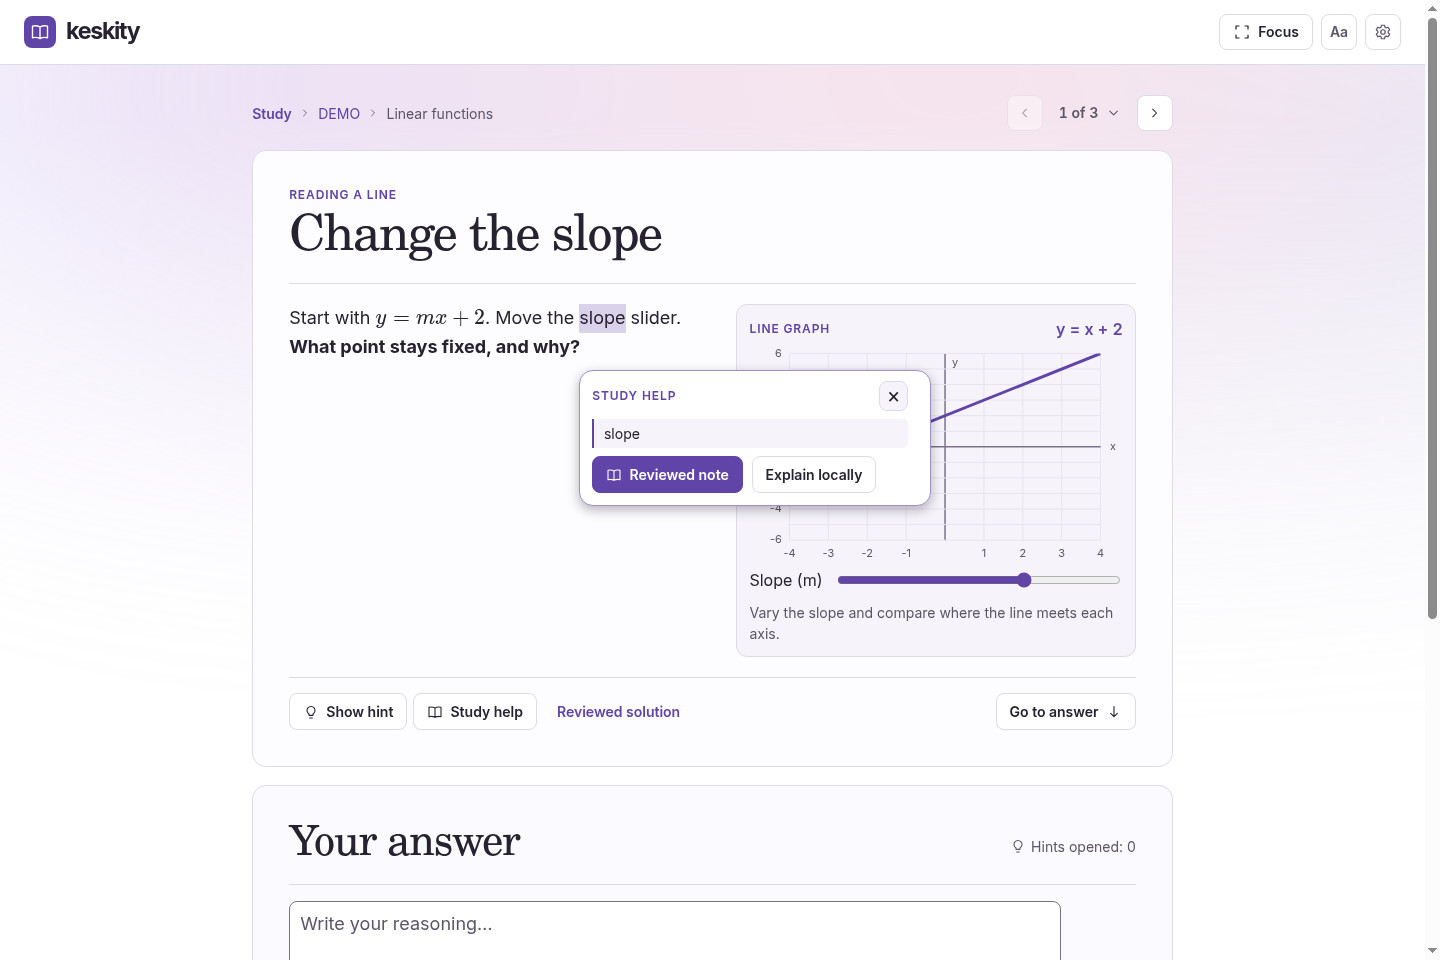 keskity
Focus
Aa
Study > DEMO > Linear functions
1 of 3
READING A LINE
Change the slope
Start with y = mx + 2. Move the slope slider.
What point stays fixed, and why?
LINE GRAPH
y = x + 2
6
y
x
-4
-6
-4 -3 -2 -1 1 2 3 4
STUDY HELP
slope
Reviewed note
Explain locally
Slope (m)
Vary the slope and compare where the line meets each
axis.
Show hint
Study help
Reviewed solution
Go to answer
Your answer
Hints opened: 0
Write your reasoning...